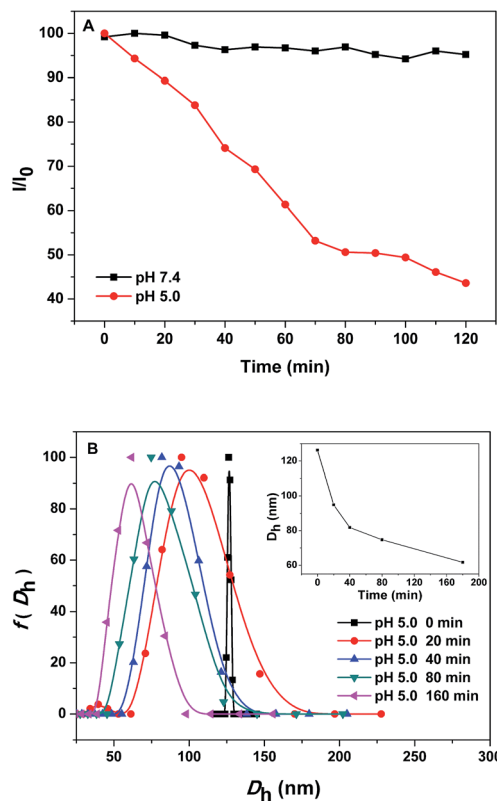 A
100
90
80
70
60
50
40
I/I0
pH 7.4
pH 5.0
0 20 40 60 80 100 120
Time (min)
B
100
80
60
40
20
0
f ( Dh )
120
100
80
60
Dh (nm)
0 40 80 120 160 200
Time (min)
pH 5.0 0 min
pH 5.0 20 min
pH 5.0 40 min
pH 5.0 80 min
pH 5.0 160 min
50 100 150 200 250 300
Dh (nm)